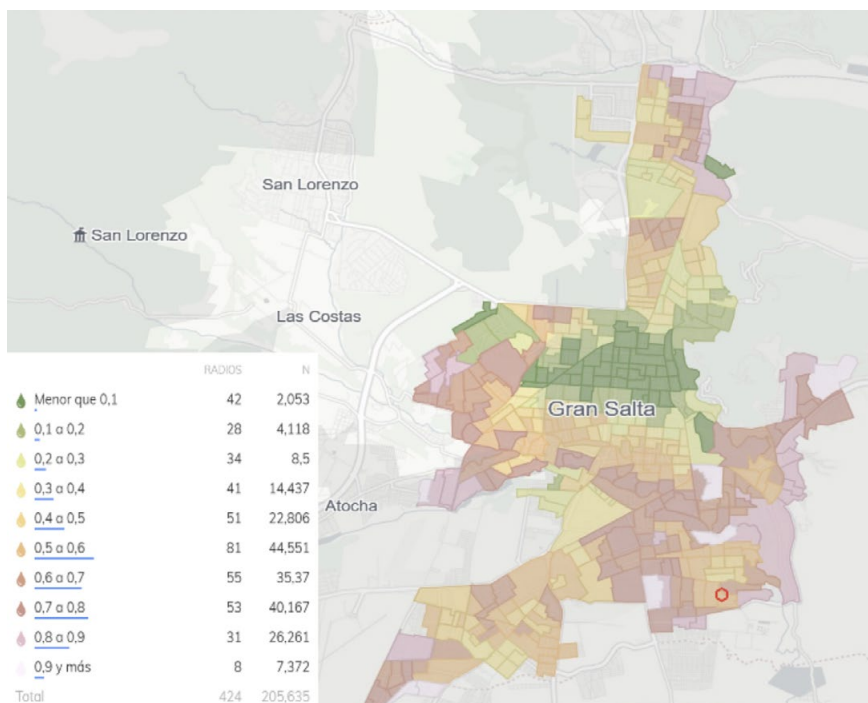 San Lorenzo
San Lorenzo
Las Costas
Gran Salta
Atocha
RADIOS N
Menor que 0,1 42 2,053
0,1 a 0,2 28 4,118
0,2 a 0,3 34 8,5
0,3 a 0,4 41 14,437
0,4 a 0,5 51 22,806
0,5 a 0,6 81 44,551
0,6 a 0,7 55 35,37
0,7 a 0,8 53 40,167
0,8 a 0,9 31 26,261
0,9 y más 8 7,372
Total 424 205,635